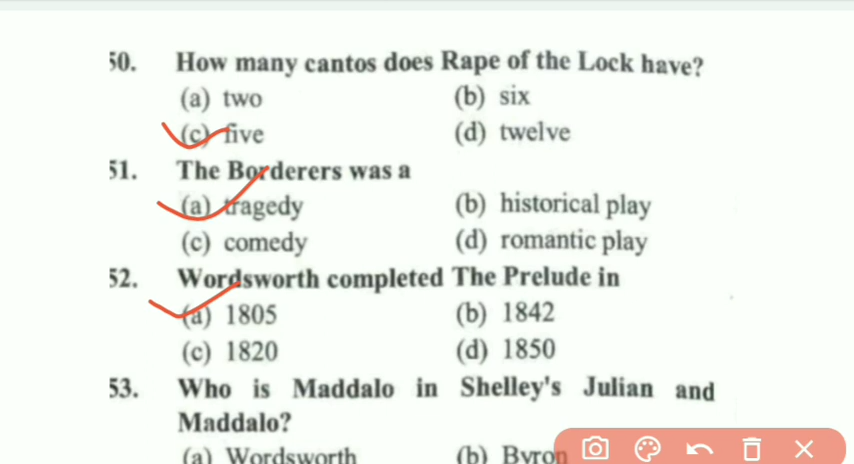 50. How many cantos does Rape of the Lock have?
(a) two (b) six
(c) five (d) twelve
51. The Borderers was a
(a) tragedy (b) historical play
(c) comedy (d) romantic play
52. Wordsworth completed The Prelude in
(a) 1805 (b) 1842
(c) 1820 (d) 1850
53. Who is Maddalo in Shelley's Julian and
Maddalo?
(a) Wordsworth (b) Byron